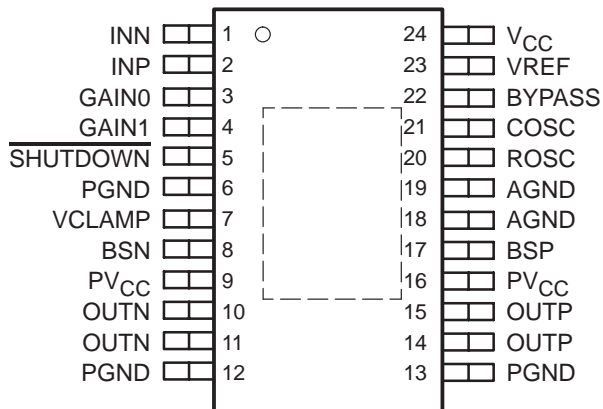 INN 1 24 VCC
INP 2 23 VREF
GAIN0 3 22 BYPASS
GAIN1 4 21 COSC
SHUTDOWN 5 20 ROSC
PGND 6 19 AGND
VCLAMP 7 18 AGND
BSN 8 17 BSP
PVCC 9 16 PVCC
OUTN 10 15 OUTP
OUTN 11 14 OUTP
PGND 12 13 PGND